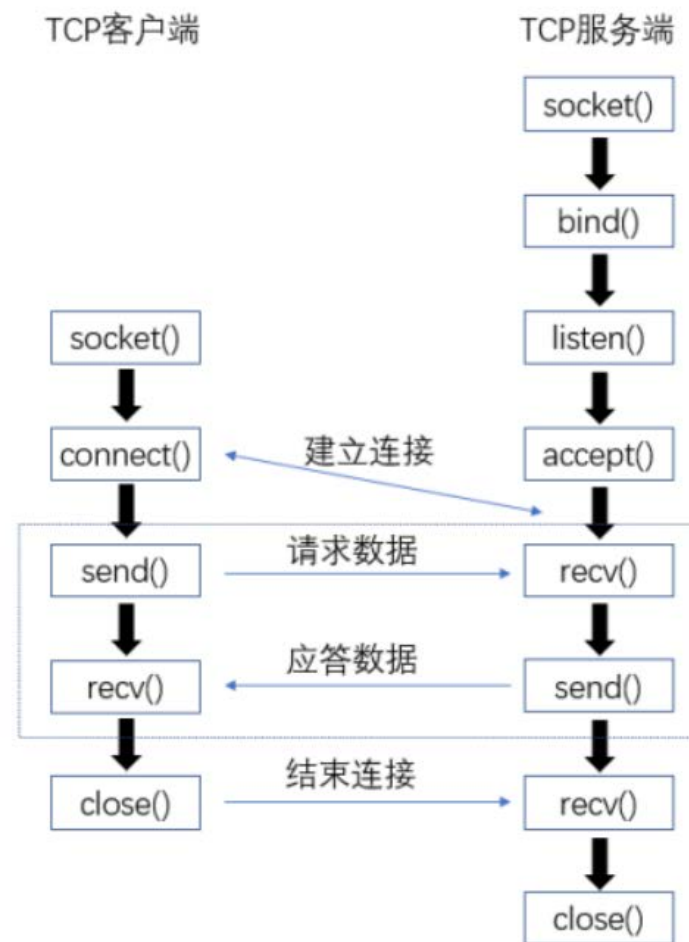 TCP客户端 TCP服务端
socket()
bind()
socket() listen()
connect() 建立连接 accept()
send() 请求数据 recv()
recv() 应答数据 send()
close() 结束连接 recv()
close()